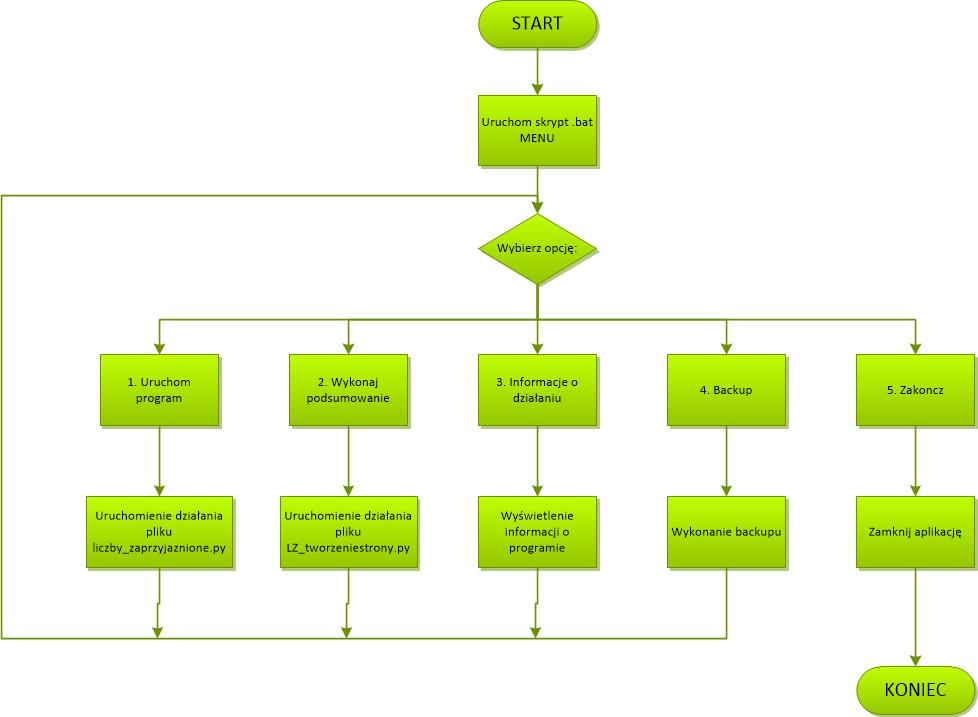 START
Uruchom skrypt .bat
MENU
Wybierz opcję:
1. Uruchom
program
2. Wykonaj
podsumowanie
3. Informacje o
działaniu
4. Backup
5. Zakoncz
Uruchomienie działania
pliku
liczby_zaprzyjaznione.py
Uruchomienie działania
pliku
LZ_tworzeniestrony.py
Wyświetlenie
informacji o
programie
Wykonanie backupu
Zamknij aplikację
KONIEC